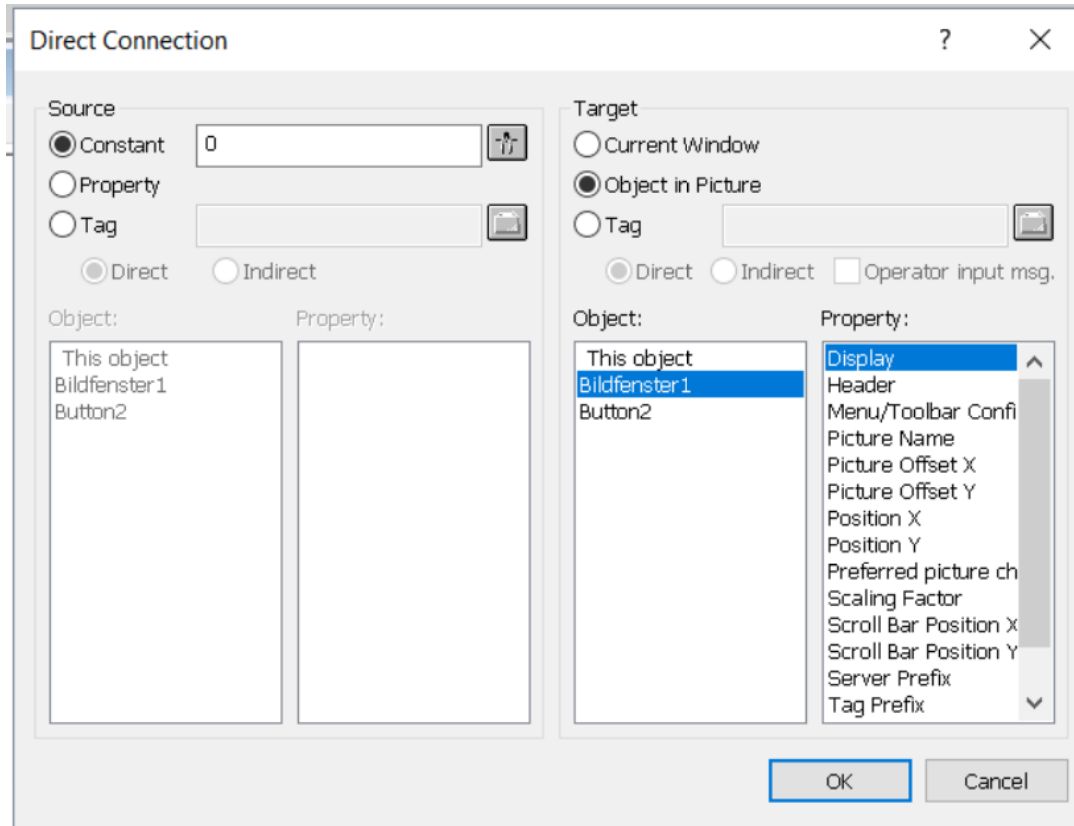 Direct Connection ?
Source
Constant 0
Property
Tag
Direct Indirect
Object: Property:
This object
Bildfenster1
Button2
Target
Current Window
Object in Picture
Tag
Direct Indirect Operator input msg.
Object: Property:
This object
Bildfenster1
Button2
Display
Header
Menu/Toolbar Confi
Picture Name
Picture Offset X
Picture Offset Y
Position X
Position Y
Preferred picture ch
Scaling Factor
Scroll Bar Position X
Scroll Bar Position Y
Server Prefix
Tag Prefix
OK Cancel